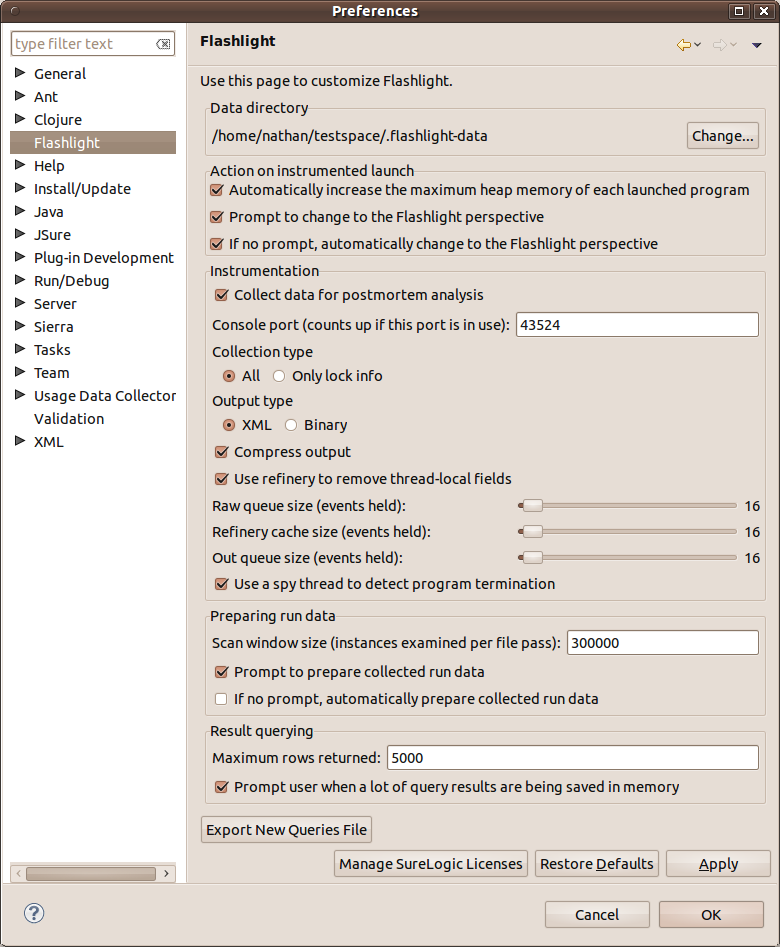 Preferences
type filter text
General
Ant
Clojure
Flashlight
Help
Install/Update
Java
JSure
Plug-in Development
Run/Debug
Server
Sierra
Tasks
Team
Usage Data Collector
Validation
XML
Flashlight
Use this page to customize Flashlight.
Data directory
/home/nathan/testspace/.flashlight-data Change...
Action on instrumented launch
Automatically increase the maximum heap memory of each launched program
Prompt to change to the Flashlight perspective
If no prompt, automatically change to the Flashlight perspective
Instrumentation
Collect data for postmortem analysis
Console port (counts up if this port is in use): 43524
Collection type
All Only lock info
Output type
XML Binary
Compress output
Use refinery to remove thread-local fields
Raw queue size (events held): 16
Refinery cache size (events held): 16
Out queue size (events held): 16
Use a spy thread to detect program termination
Preparing run data
Scan window size (instances examined per file pass): 300000
Prompt to prepare collected run data
If no prompt, automatically prepare collected run data
Result querying
Maximum rows returned: 5000
Prompt user when a lot of query results are being saved in memory
Export New Queries File
Manage SureLogic Licenses Restore Defaults Apply
? Cancel OK